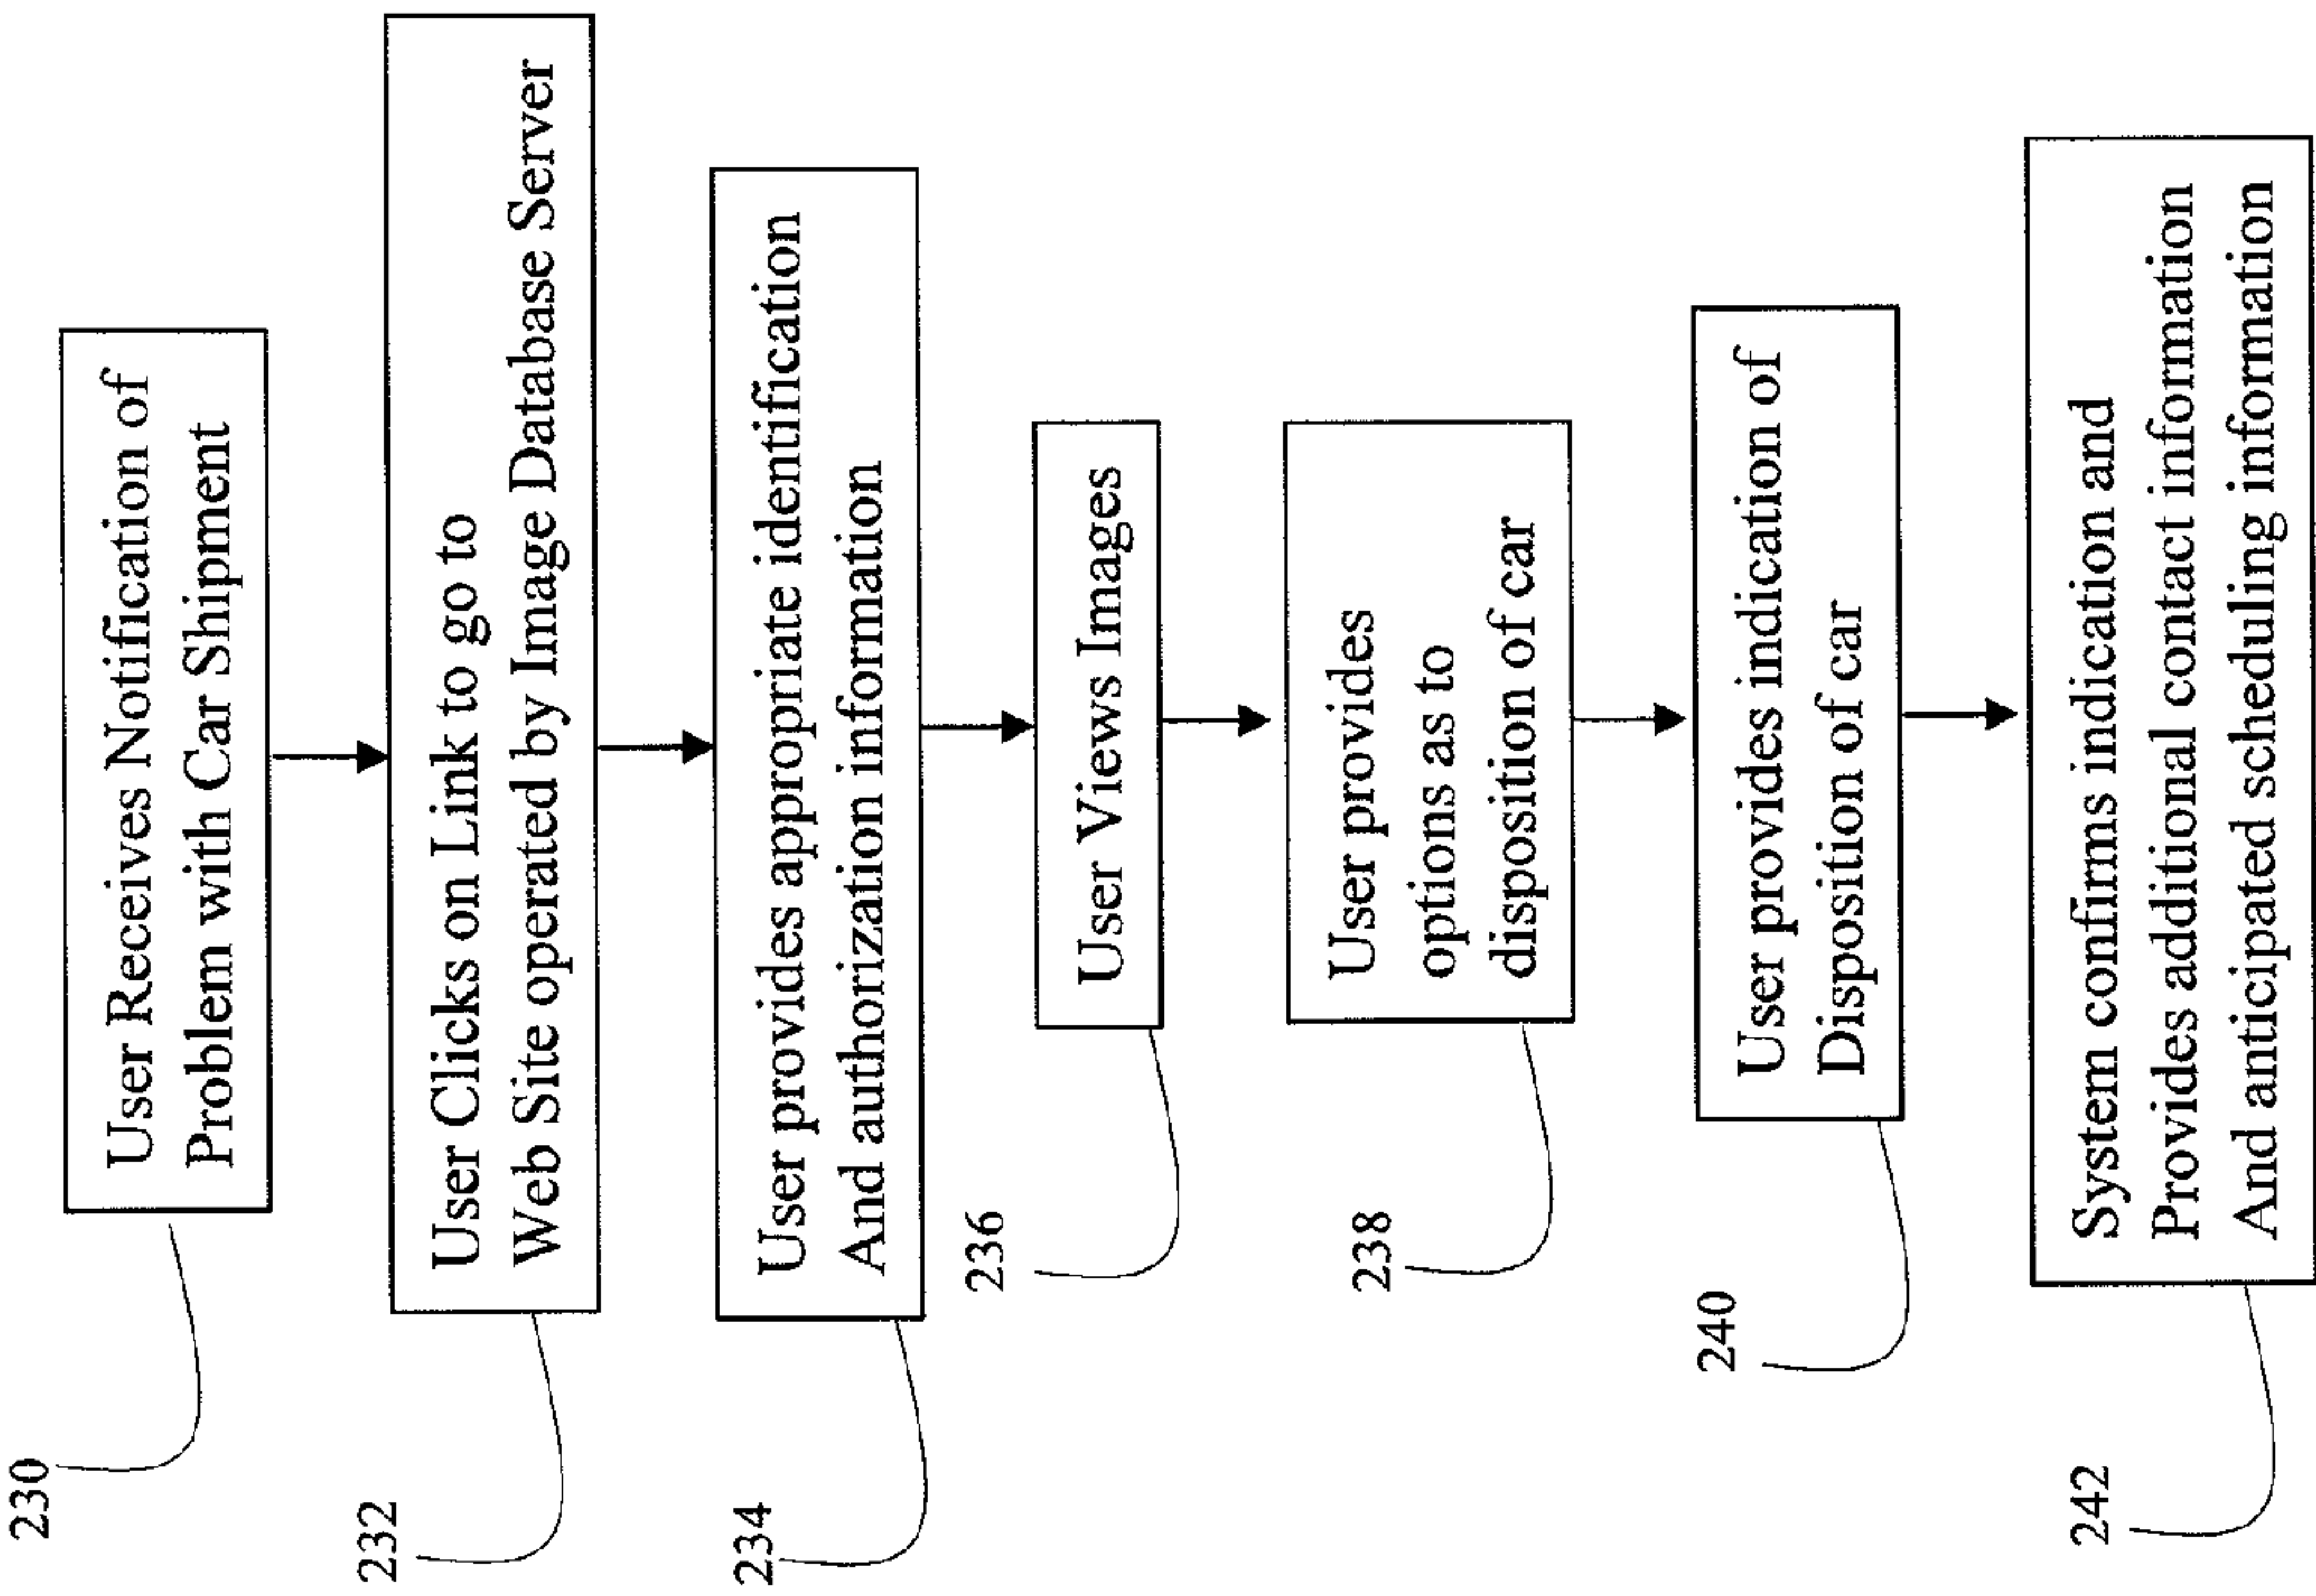 230
User Receives Notification of
Problem with Car Shipment
232
User Clicks on Link to go to
Web Site operated by Image Database Server
234
User provides appropriate identification
And authorization information
236
User Views Images
238
User provides
options as to
disposition of car
240
User provides indication of
Disposition of car
242
System confirms indication and
Provides additional contact information
And anticipated scheduling information